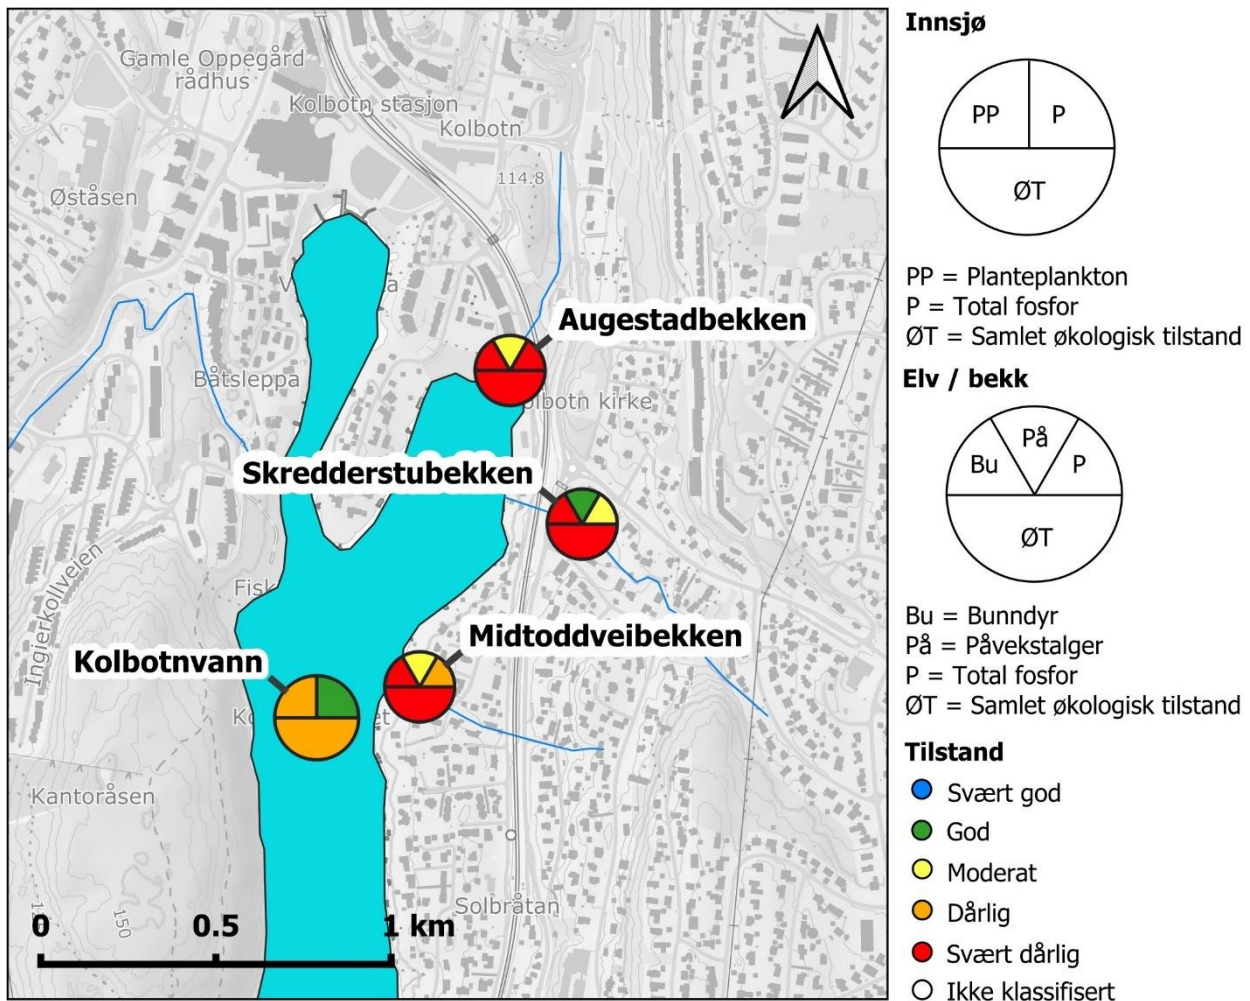 Gamle Oppegård
rådhus
Kolbotn stasjon
Kolbotn
114.8
Øståsen
Augestadbekken
Båtsleppa
kirke
Skredderstubekken
Ingierkollveien
Midtoddveibekken
Kolbotnvann
Kantoråsen
150
Solbråtan
0 0.5 1 km
Innsjø
PP P
ØT
PP = Planteplankton
P = Total fosfor
ØT = Samlet økologisk tilstand
Elv / bekk
På
Bu P
ØT
Bu = Bunndyr
På = Påvekstalger
P = Total fosfor
ØT = Samlet økologisk tilstand
Tilstand
Svært god
God
Moderat
Dårlig
Svært dårlig
Ikke klassifisert